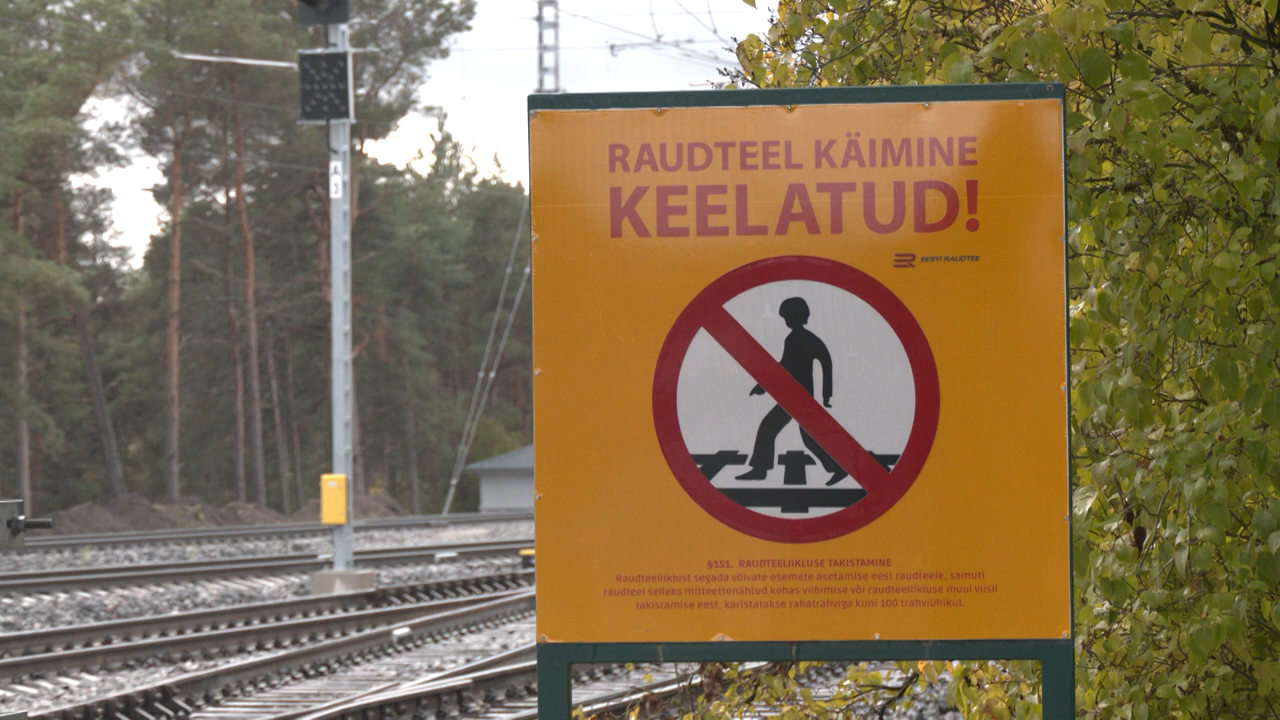 RAUDTEEL KÄIMINE
KEELATUD!
EESTI RAUDTEE
§151. RAUDTEELIIKLUSE TAKISTAMINE
Raudteeliiklust segada võivate esemete asetamise eest raudteele, samuti
raudteel selleks mitteettenähtud kohas viibimise või raudteeliikluse muul viisil
takistamise eest, karistatakse rahatrahviga kuni 100 trahviühikut.